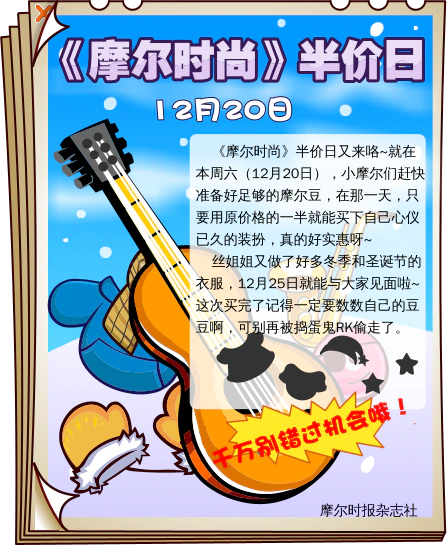 《摩尔时尚》半价日
12月20日
《摩尔时尚》半价日又来咯~就在
本周六（12月20日），小摩尔们赶快
准备好足够的摩尔豆，在那一天，只
要用原价格的一半就能买下自己心仪
已久的装扮，真的好实惠呀~
丝姐姐又做了好多冬季和圣诞节的
衣服，12月25日就能与大家见面啦~
这次买完了记得一定要数数自己的豆
豆啊，可别再被捣蛋鬼RK偷走了。
千万别错过机会哦！
摩尔时报杂志社